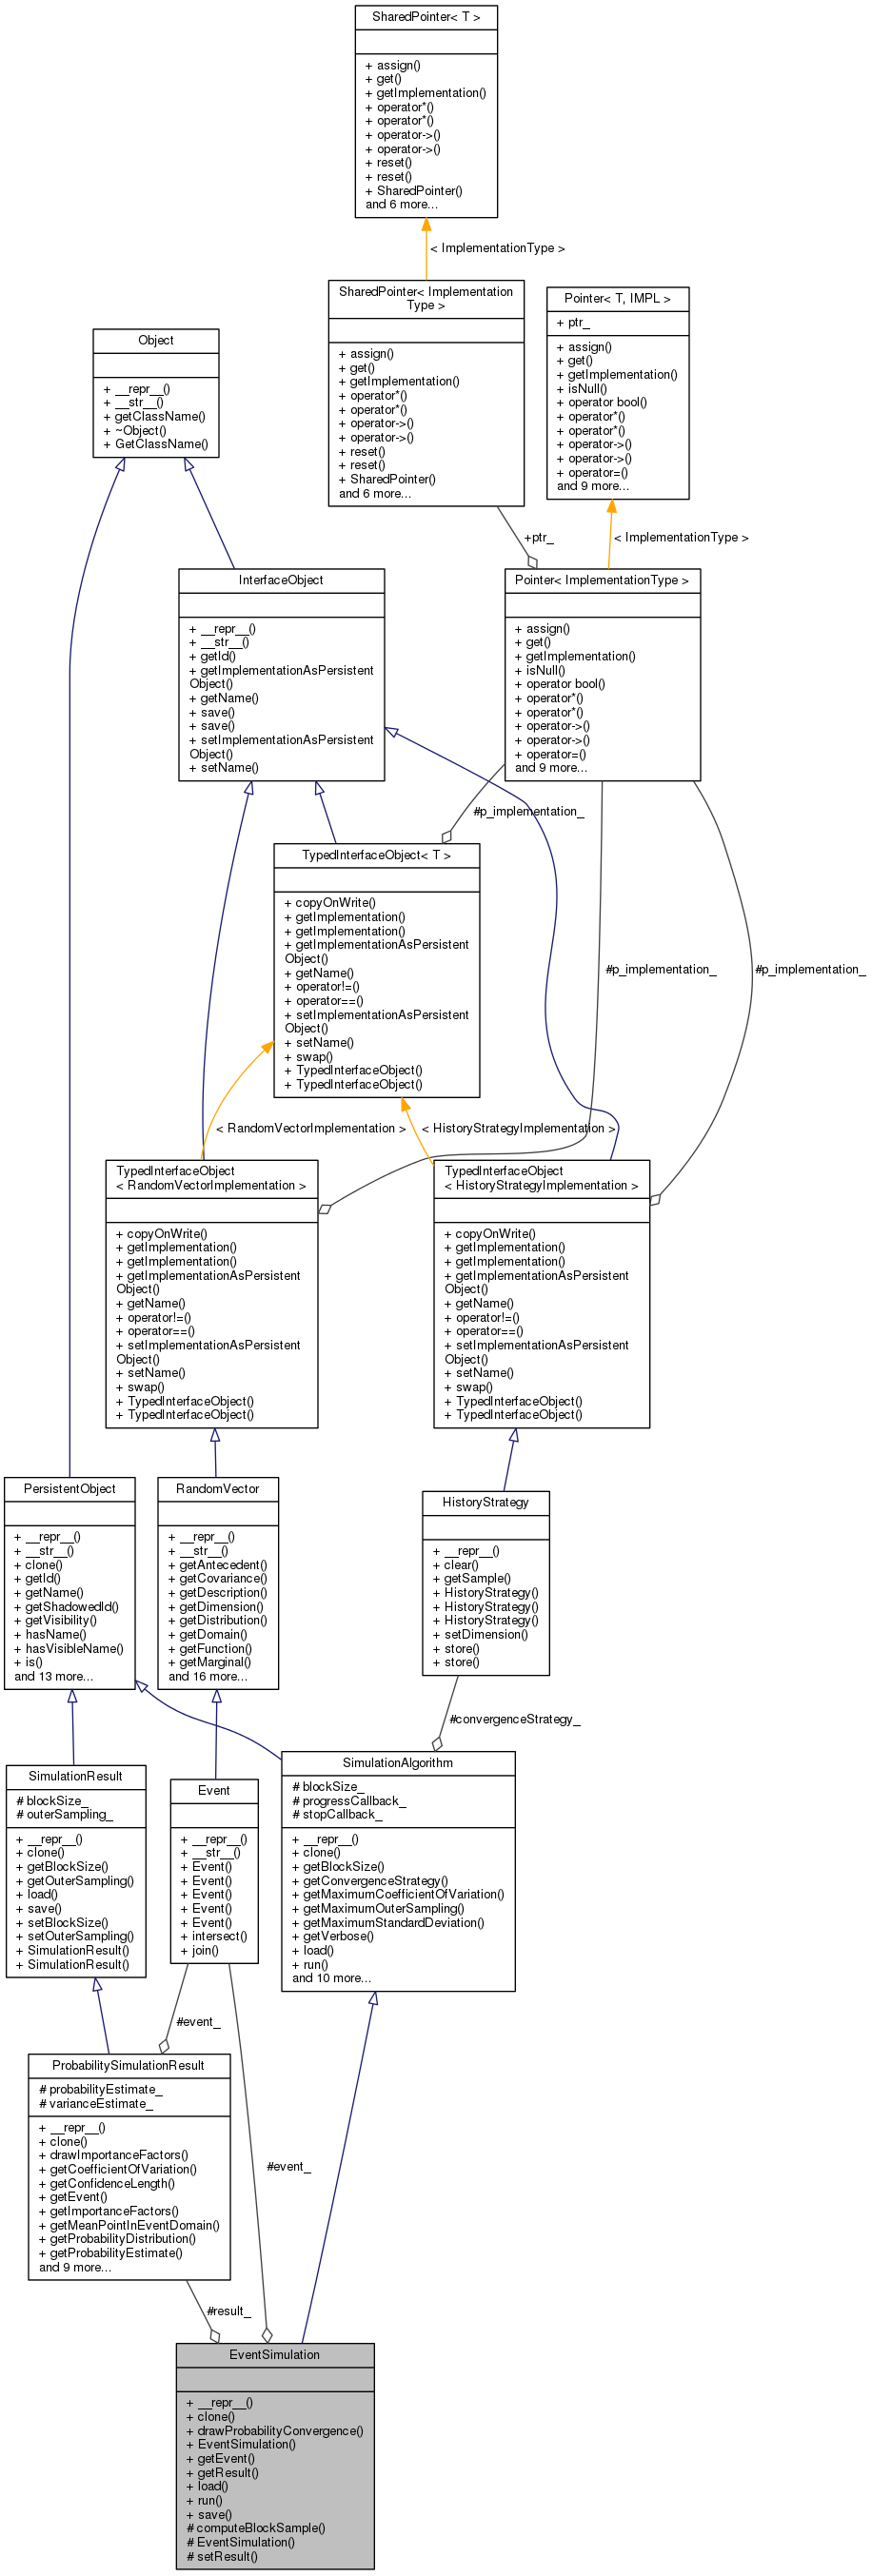 SharedPointer< T >
+ assign()
+ get()
+ getImplementation()
+ operator*()
+ operator*()
+ operator->()
+ operator->()
+ reset()
+ reset()
+ SharedPointer()
and 6 more...
< ImplementationType >
SharedPointer< Implementation
Type >
+ assign()
+ get()
+ getImplementation()
+ operator*()
+ operator*()
+ operator->()
+ operator->()
+ reset()
+ reset()
+ SharedPointer()
and 6 more...
Pointer< T, IMPL >
+ ptr_
+ assign()
+ get()
+ getImplementation()
+ isNull()
+ operator bool()
+ operator*()
+ operator*()
+ operator->()
+ operator->()
+ operator=()
and 9 more...
Object
+ __repr__()
+ __str__()
+ getClassName()
+ ~Object()
+ GetClassName()
+ptr_
< ImplementationType >
InterfaceObject
+ __repr__()
+ __str__()
+ getId()
+ getImplementationAsPersistent
Object()
+ getName()
+ save()
+ save()
+ setImplementationAsPersistent
Object()
+ setName()
Pointer< ImplementationType >
+ assign()
+ get()
+ getImplementation()
+ isNull()
+ operator bool()
+ operator*()
+ operator*()
+ operator->()
+ operator->()
+ operator=()
and 9 more...
#p_implementation_
TypedInterfaceObject< T >
+ copyOnWrite()
+ getImplementation()
+ getImplementation()
+ getImplementationAsPersistent
Object()
+ getName()
+ operator!=()
+ operator==()
+ setImplementationAsPersistent
Object()
+ setName()
+ swap()
+ TypedInterfaceObject()
+ TypedInterfaceObject()
#p_implementation_
#p_implementation_
< RandomVectorImplementation >
< HistoryStrategyImplementation >
TypedInterfaceObject
< RandomVectorImplementation >
+ copyOnWrite()
+ getImplementation()
+ getImplementation()
+ getImplementationAsPersistent
Object()
+ getName()
+ operator!=()
+ operator==()
+ setImplementationAsPersistent
Object()
+ setName()
+ swap()
+ TypedInterfaceObject()
+ TypedInterfaceObject()
TypedInterfaceObject
< HistoryStrategyImplementation >
+ copyOnWrite()
+ getImplementation()
+ getImplementation()
+ getImplementationAsPersistent
Object()
+ getName()
+ operator!=()
+ operator==()
+ setImplementationAsPersistent
Object()
+ setName()
+ swap()
+ TypedInterfaceObject()
+ TypedInterfaceObject()
PersistentObject
+ __repr__()
+ __str__()
+ clone()
+ getId()
+ getName()
+ getShadowedId()
+ getVisibility()
+ hasName()
+ hasVisibleName()
+ is()
and 13 more...
RandomVector
+ __repr__()
+ __str__()
+ getAntecedent()
+ getCovariance()
+ getDescription()
+ getDimension()
+ getDistribution()
+ getDomain()
+ getFunction()
+ getMarginal()
and 16 more...
HistoryStrategy
+ __repr__()
+ clear()
+ getSample()
+ HistoryStrategy()
+ HistoryStrategy()
+ HistoryStrategy()
+ setDimension()
+ store()
+ store()
#convergenceStrategy_
SimulationResult
# blockSize_
# outerSampling_
+ __repr__()
+ clone()
+ getBlockSize()
+ getOuterSampling()
+ load()
+ save()
+ setBlockSize()
+ setOuterSampling()
+ SimulationResult()
+ SimulationResult()
Event
+ __repr__()
+ __str__()
+ Event()
+ Event()
+ Event()
+ Event()
+ Event()
+ intersect()
+ join()
SimulationAlgorithm
# blockSize_
# progressCallback_
# stopCallback_
+ __repr__()
+ clone()
+ getBlockSize()
+ getConvergenceStrategy()
+ getMaximumCoefficientOfVariation()
+ getMaximumOuterSampling()
+ getMaximumStandardDeviation()
+ getVerbose()
+ load()
+ run()
and 10 more...
#event_
ProbabilitySimulationResult
# probabilityEstimate_
# varianceEstimate_
+ __repr__()
+ clone()
+ drawImportanceFactors()
+ getCoefficientOfVariation()
+ getConfidenceLength()
+ getEvent()
+ getImportanceFactors()
+ getMeanPointInEventDomain()
+ getProbabilityDistribution()
+ getProbabilityEstimate()
and 9 more...
#event_
#result_
EventSimulation
+ __repr__()
+ clone()
+ drawProbabilityConvergence()
+ EventSimulation()
+ getEvent()
+ getResult()
+ load()
+ run()
+ save()
# computeBlockSample()
# EventSimulation()
# setResult()